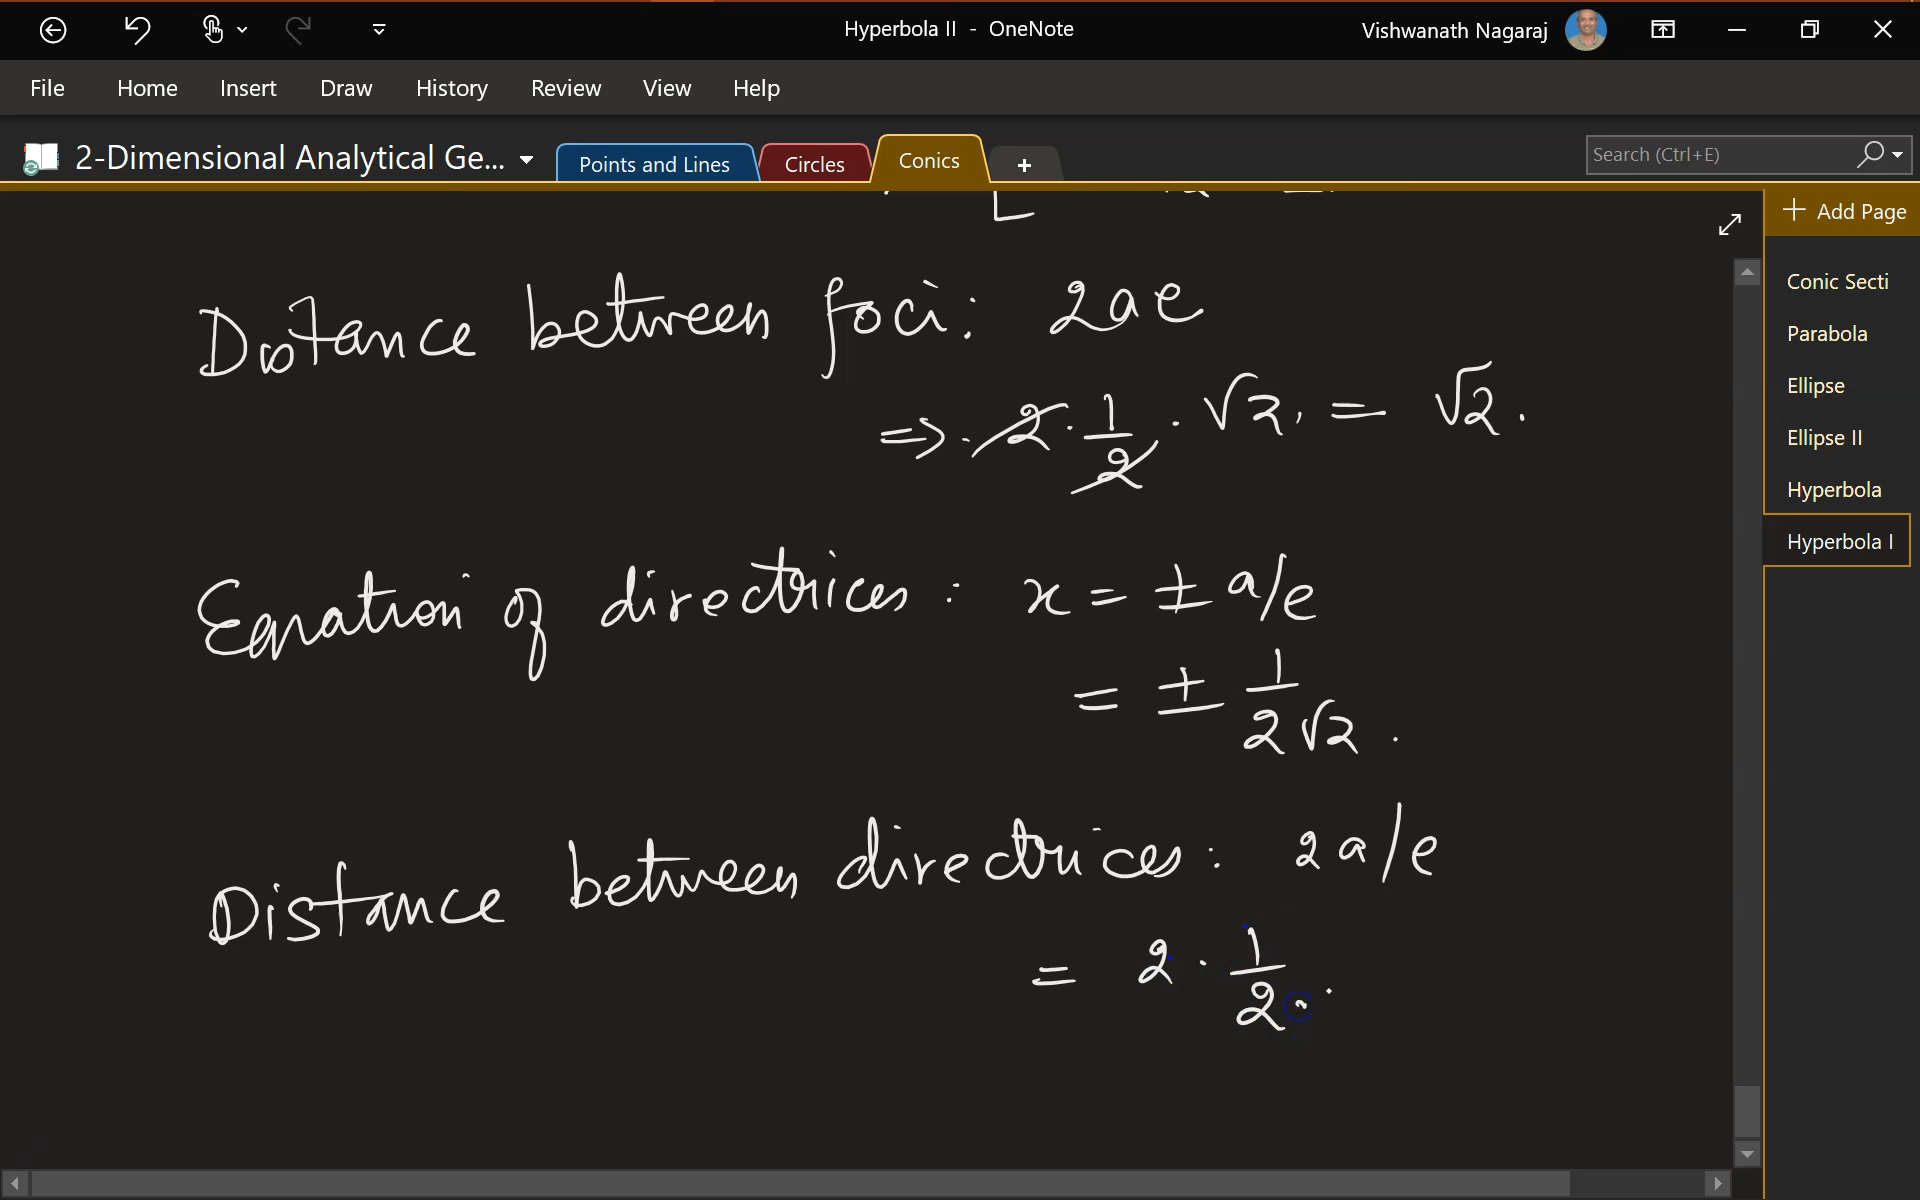 Hyperbola II - OneNote
Vishwanath Nagaraj
File Home Insert Draw History Review View Help
2-Dimensional Analytical Ge...
Points and Lines
Circles
Conics
+
Search (Ctrl+E)
+ Add Page
Conic Secti
Parabola
Ellipse
Ellipse II
Hyperbola
Hyperbola I
Distance between foci: 2ae
=> . 2 . 1/2 . √2, = √2.
Equation of directrices: x = ± a/e
= ± 1/2√2 .
Distance between directrices: 2a/e
= 2 . 1/2 .